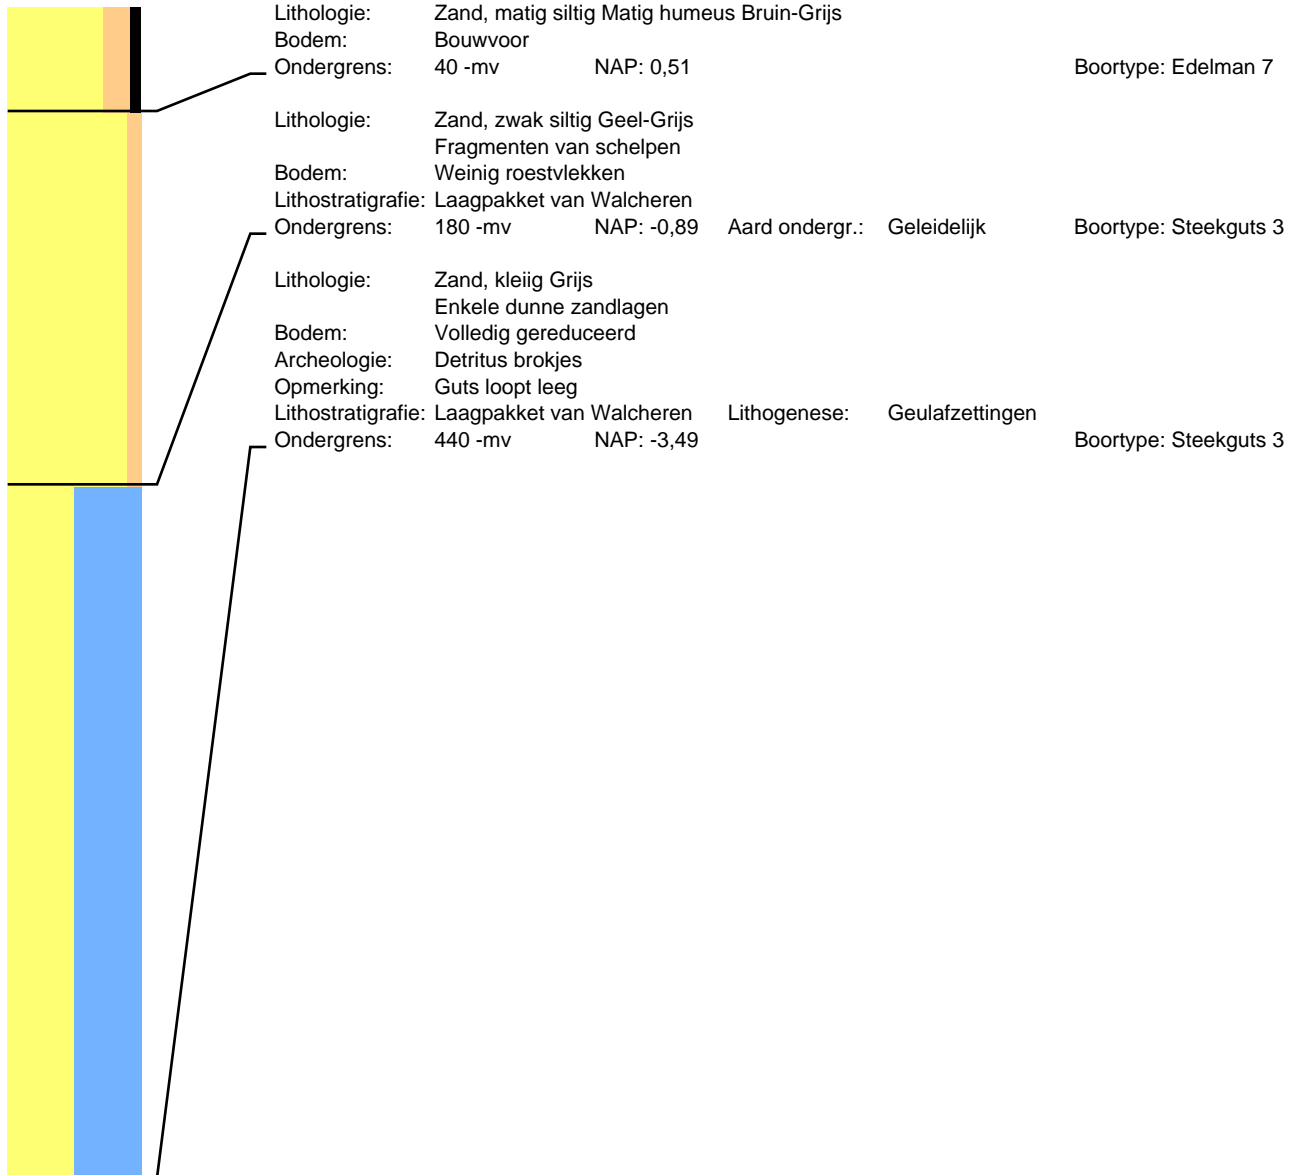 Lithologie: Zand, matig siltig Matig humeus Bruin-Grijs
Bodem: Bouwvoor
Ondergrens: 40 -mv NAP: 0,51 Boortype: Edelman 7
Lithologie: Zand, zwak siltig Geel-Grijs
Fragmenten van schelpen
Bodem: Weinig roestvlekken
Lithostratigrafie: Laagpakket van Walcheren
Ondergrens: 180 -mv NAP: -0,89 Aard ondergr.: Geleidelijk Boortype: Steekguts 3
Lithologie: Zand, kleiig Grijs
Enkele dunne zandlagen
Bodem: Volledig gereduceerd
Archeologie: Detritus brokjes
Opmerking: Guts loopt leeg
Lithostratigrafie: Laagpakket van Walcheren Lithogenese: Geulafzettingen
Ondergrens: 440 -mv NAP: -3,49 Boortype: Steekguts 3